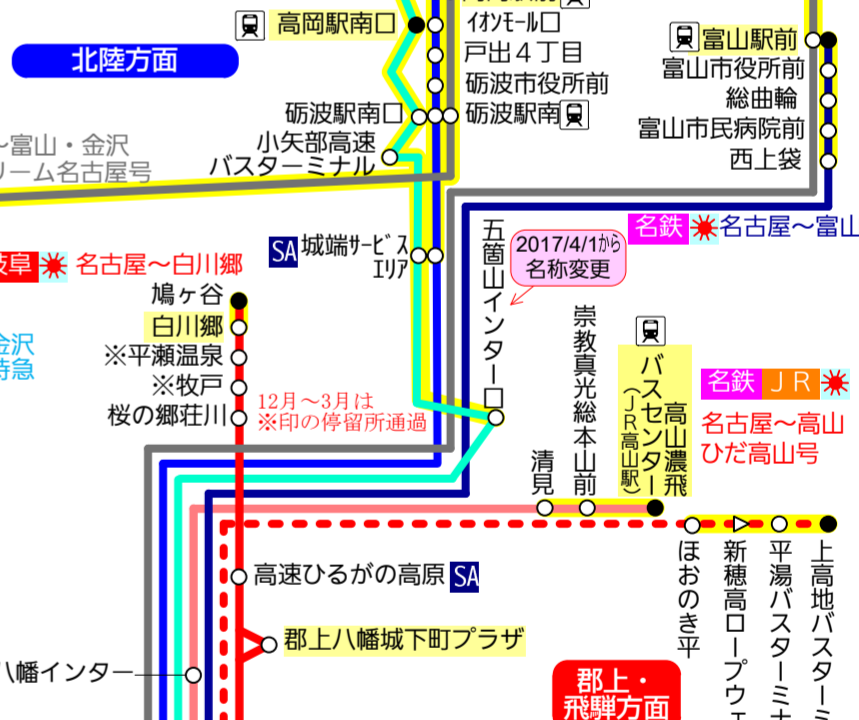 高岡駅南口
ｲｵﾝﾓｰﾙ口
戸出４丁目
砺波市役所前
砺波駅南口
砺波駅南
小矢部高速
バスターミナル
北陸方面
～富山・金沢
リーム名古屋号
富山駅前
富山市役所前
総曲輪
富山市民病院前
西上袋
名鉄
名古屋～富山
SA
城端ｻｰﾋﾞｽ
ｴﾘｱ
五箇山インター口
2017/4/1から
名称変更
岐阜
名古屋～白川郷
鳩ヶ谷
白川郷
※平瀬温泉
※牧戸
桜の郷荘川
金沢
特急
12月～3月は
※印の停留所通過
清見
崇教真光総本山前
高山濃飛
バスセンター
（ＪＲ高山駅）
名鉄
ＪＲ
名古屋～高山
ひだ高山号
ほおのき平
新穂高ロープウェ
平湯バスターミナ
上高地バスターミ
高速ひるがの高原
SA
郡上八幡城下町プラザ
八幡インター
郡上・
飛騨方面